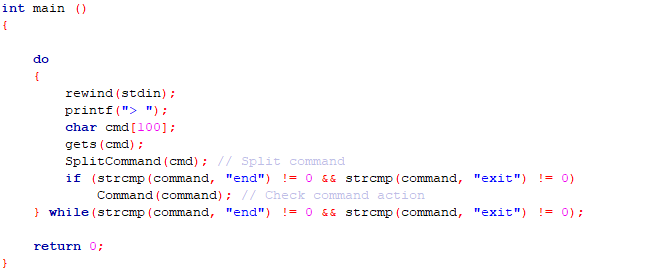 int main ()
{
do
{
rewind(stdin);
printf("> ");
char cmd[100];
gets(cmd);
SplitCommand(cmd); // Split command
if (strcmp(command, "end") != 0 && strcmp(command, "exit") != 0)
Command(command); // Check command action
} while(strcmp(command, "end") != 0 && strcmp(command, "exit") != 0);
return 0;
}